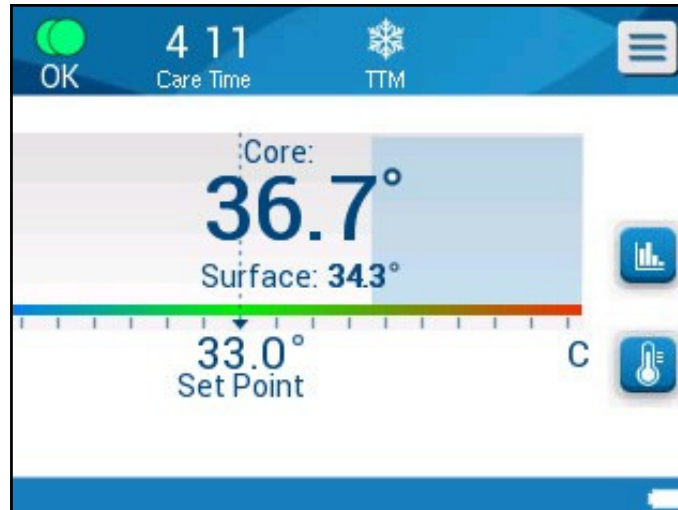 OK
4 11
Care Time
TTM
Core:
36.7°
Surface: 34.3°
33.0°
C
Set Point